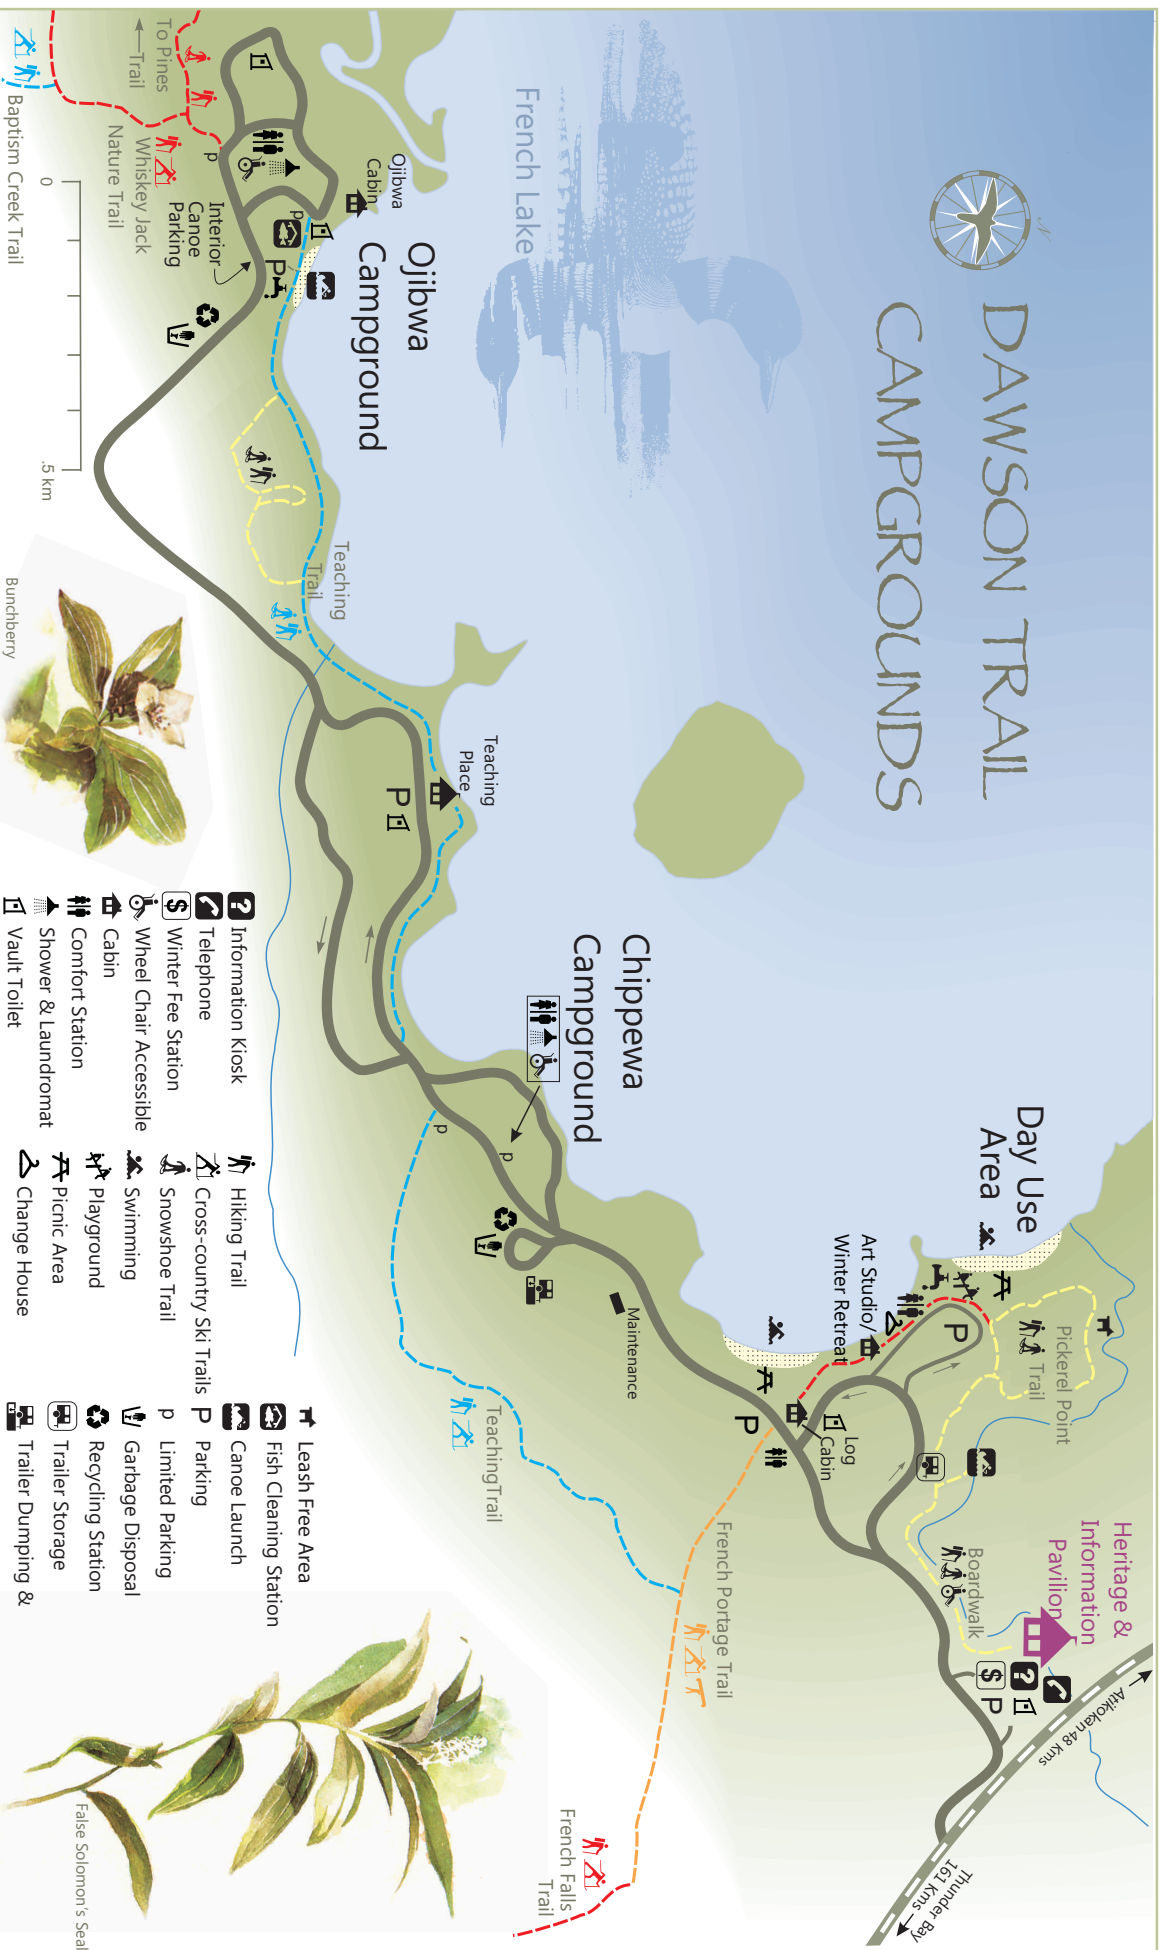 DAWSON TRAIL
CAMPGROUNDS
N
French Lake
Ojibwa
Cabin
Ojibwa
Campground
To Pines
Trail
Whiskey Jack
Nature Trail
Baptism Creek Trail
p
p
P
Interior
Canoe
Parking
0
.5 km
Teaching
Trail
Teaching
Place
P
Chippewa
Campground
p
p
Maintenance
Day Use
Area
Art Studio/
Winter Retreat
P
P
Log
Cabin
Pickerel Point
Trail
Boardwalk
Heritage &
Information
Pavilion
?
$
P
Atikokan 48 Kms
Thunder Bay
161 Kms
TeachingTrail
French Portage Trail
French Falls
Trail
Bunchberry
False Solomon's Seal
? Information Kiosk
Telephone
$ Winter Fee Station
Wheel Chair Accessible
Cabin
Comfort Station
Shower & Laundromat
Vault Toilet
Hiking Trail
Cross-country Ski Trails
Snowshoe Trail
Swimming
Playground
Picnic Area
Change House
Leash Free Area
Fish Cleaning Station
Canoe Launch
P Parking
p Limited Parking
Garbage Disposal
Recycling Station
Trailer Storage
Trailer Dumping &